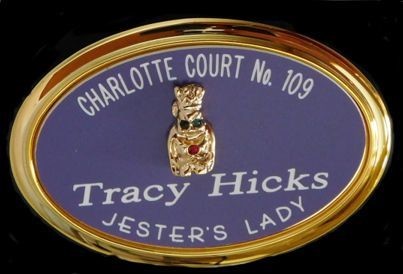 CHARLOTTE COURT No. 109
Tracy Hicks
JESTER'S LADY